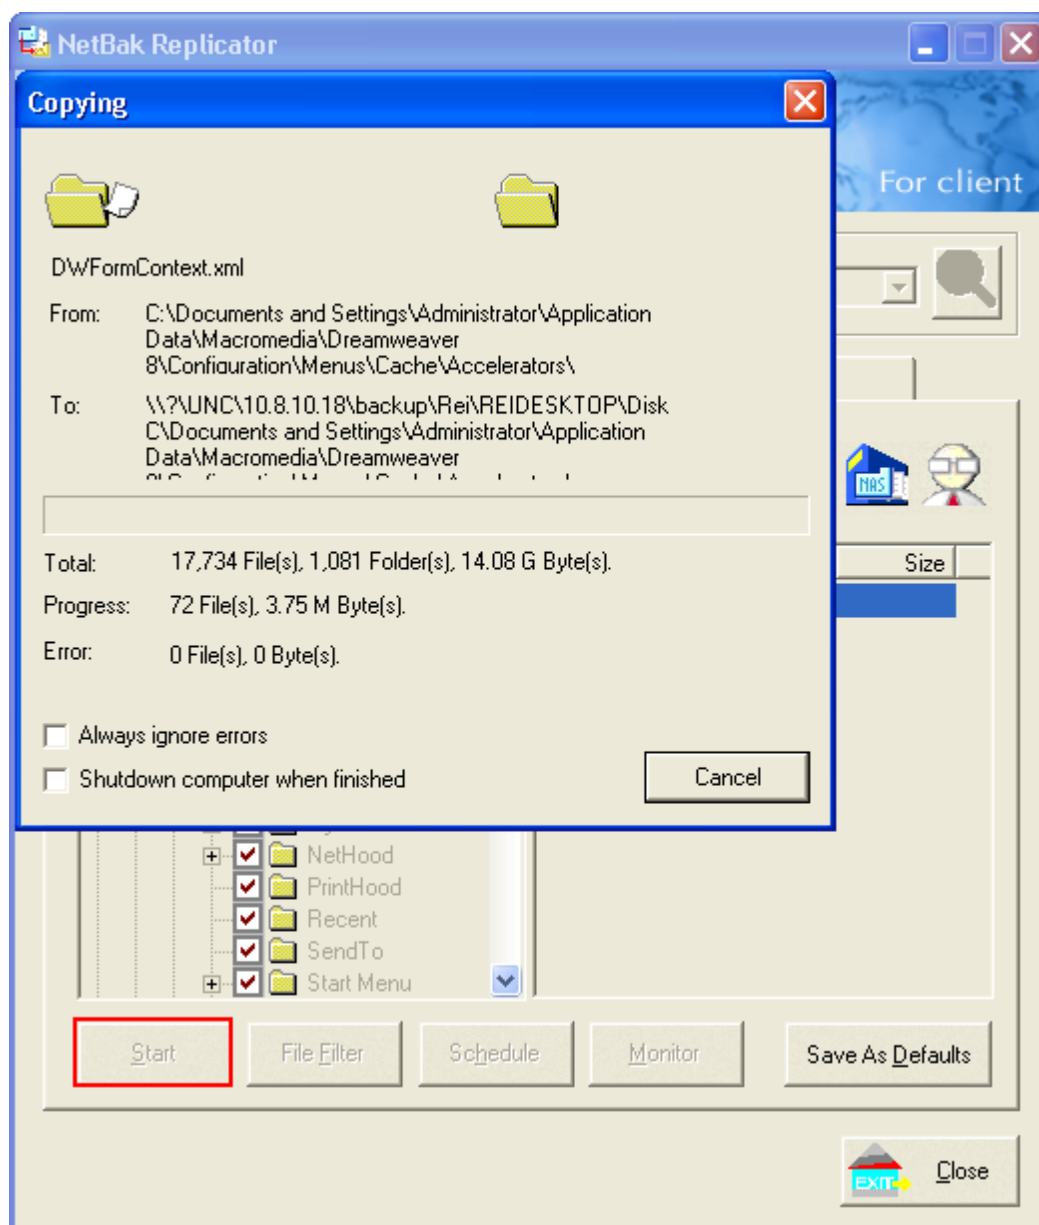 NetBak Replicator
Copying
For client
DWFormContext.xml
From: C:\Documents and Settings\Administrator\Application
Data\Macromedia\Dreamweaver
8\Configuration\Menus\Cache\Accelerators\
To: \\?\UNC\10.8.10.18\backup\Rei\REIDESKTOP\Disk
C\Documents and Settings\Administrator\Application
Data\Macromedia\Dreamweaver
NAS
Size
Total: 17,734 File(s), 1,081 Folder(s), 14.08 G Byte(s).
Progress: 72 File(s), 3.75 M Byte(s).
Error: 0 File(s), 0 Byte(s).
Always ignore errors
Shutdown computer when finished
Cancel
NetHood
PrintHood
Recent
SendTo
Start Menu
Start File Filter Schedule Monitor Save As Defaults
EXIT Close